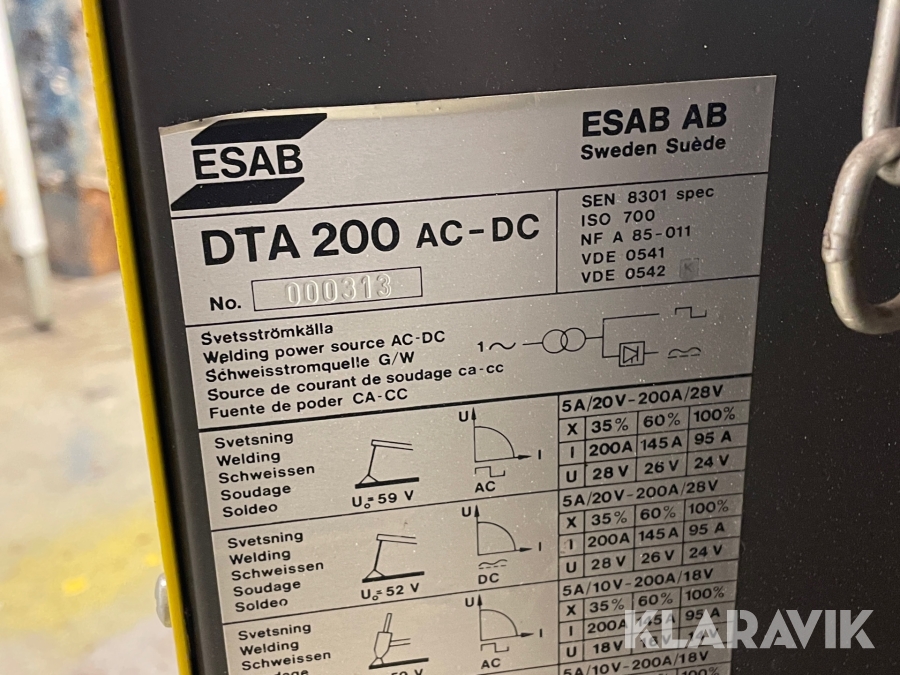 ESAB
ESAB AB
Sweden Suède
DTA 200 AC-DC
No. 000313
SEN 8301 spec
ISO 700
NF A 85-011
VDE 0541
VDE 0542 K
Svetsströmkälla
Welding power source AC-DC
Schweisstromquelle G/W
Source de courant de soudage ca-cc
Fuente de poder CA-CC
1~
Svetsning
Welding
Schweissen
Soudage
Soldeo
U₀=59 V
U
I
AC
5A/20V-200A/28V
X 35% 60% 100%
I 200A 145A 95A
U 28V 26V 24V
Svetsning
Welding
Schweissen
Soudage
Soldeo
U₀=52 V
U
I
DC
5A/20V-200A/28V
X 35% 60% 100%
I 200A 145A 95A
U 28V 26V 24V
Svetsning
Welding
Schweissen
Soudage
U
I
AC
5A/10V-200A/18V
X 35% 60% 100%
I 200A 145A 95A
U 18V
5A/10V-200A/18V
KLARAVIK